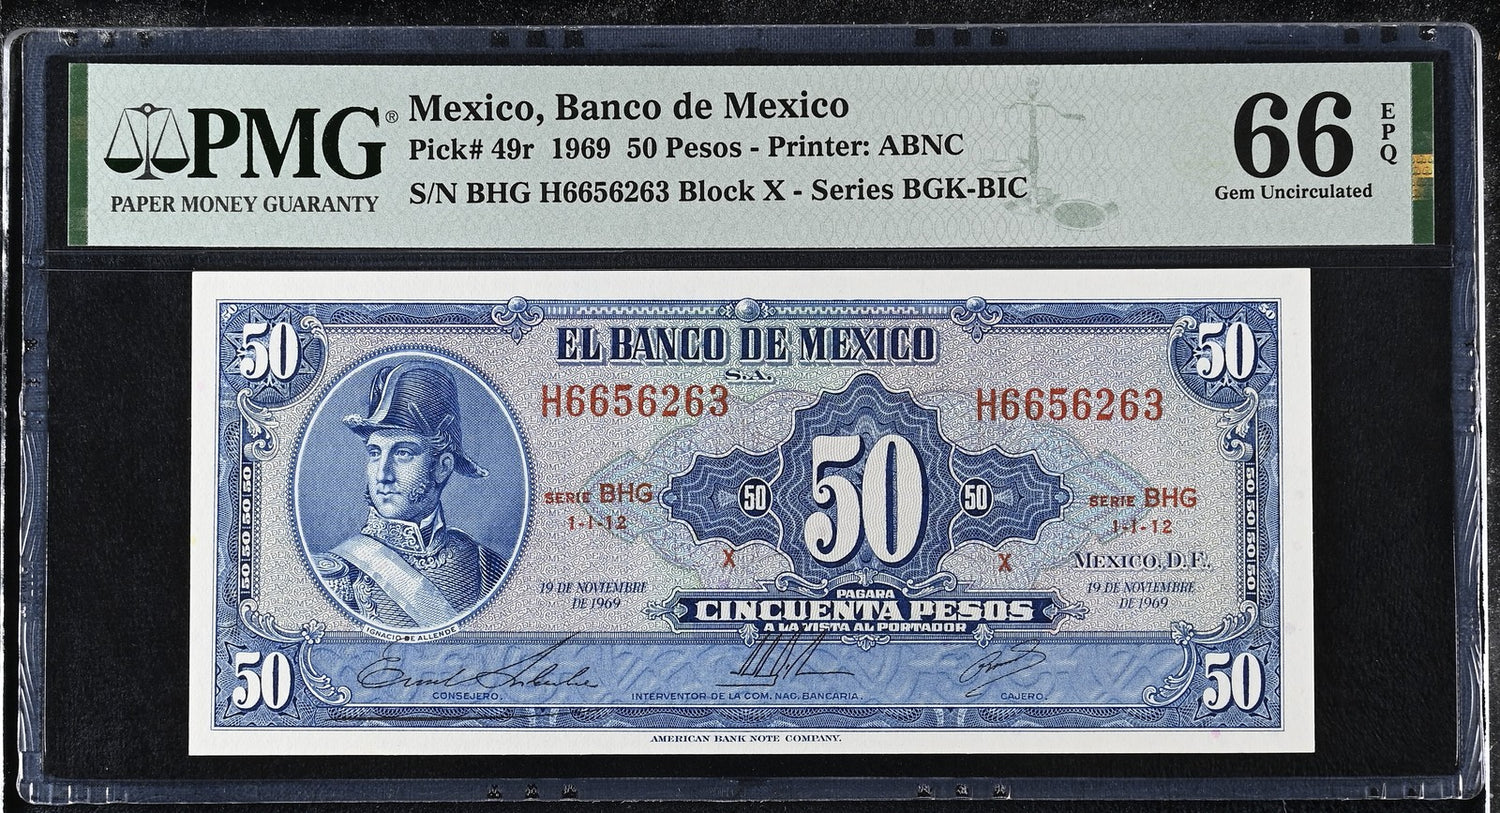 PMG®
PAPER MONEY GUARANTY
Mexico, Banco de Mexico
Pick# 49r 1969 50 Pesos - Printer: ABNC
S/N BHG H6656263 Block X - Series BGK-BIC
66 EPQ
Gem Uncirculated
50 50
EL BANCO DE MEXICO
S.A.
H6656263 H6656263
50 50 50
SERIE BHG SERIE BHG
1-I-12 1-I-12
X X
MEXICO, D.F.,
19 DE NOVIEMBRE 19 DE NOVIEMBRE
DE 1969 DE 1969
PAGARA
CINCUENTA PESOS
A LA VISTA AL PORTADOR
IGNACIO DE ALLENDE
50 50
CONSEJERO. INTERVENTOR DE LA COM. NAC. BANCARIA. CAJERO.
AMERICAN BANK NOTE COMPANY.